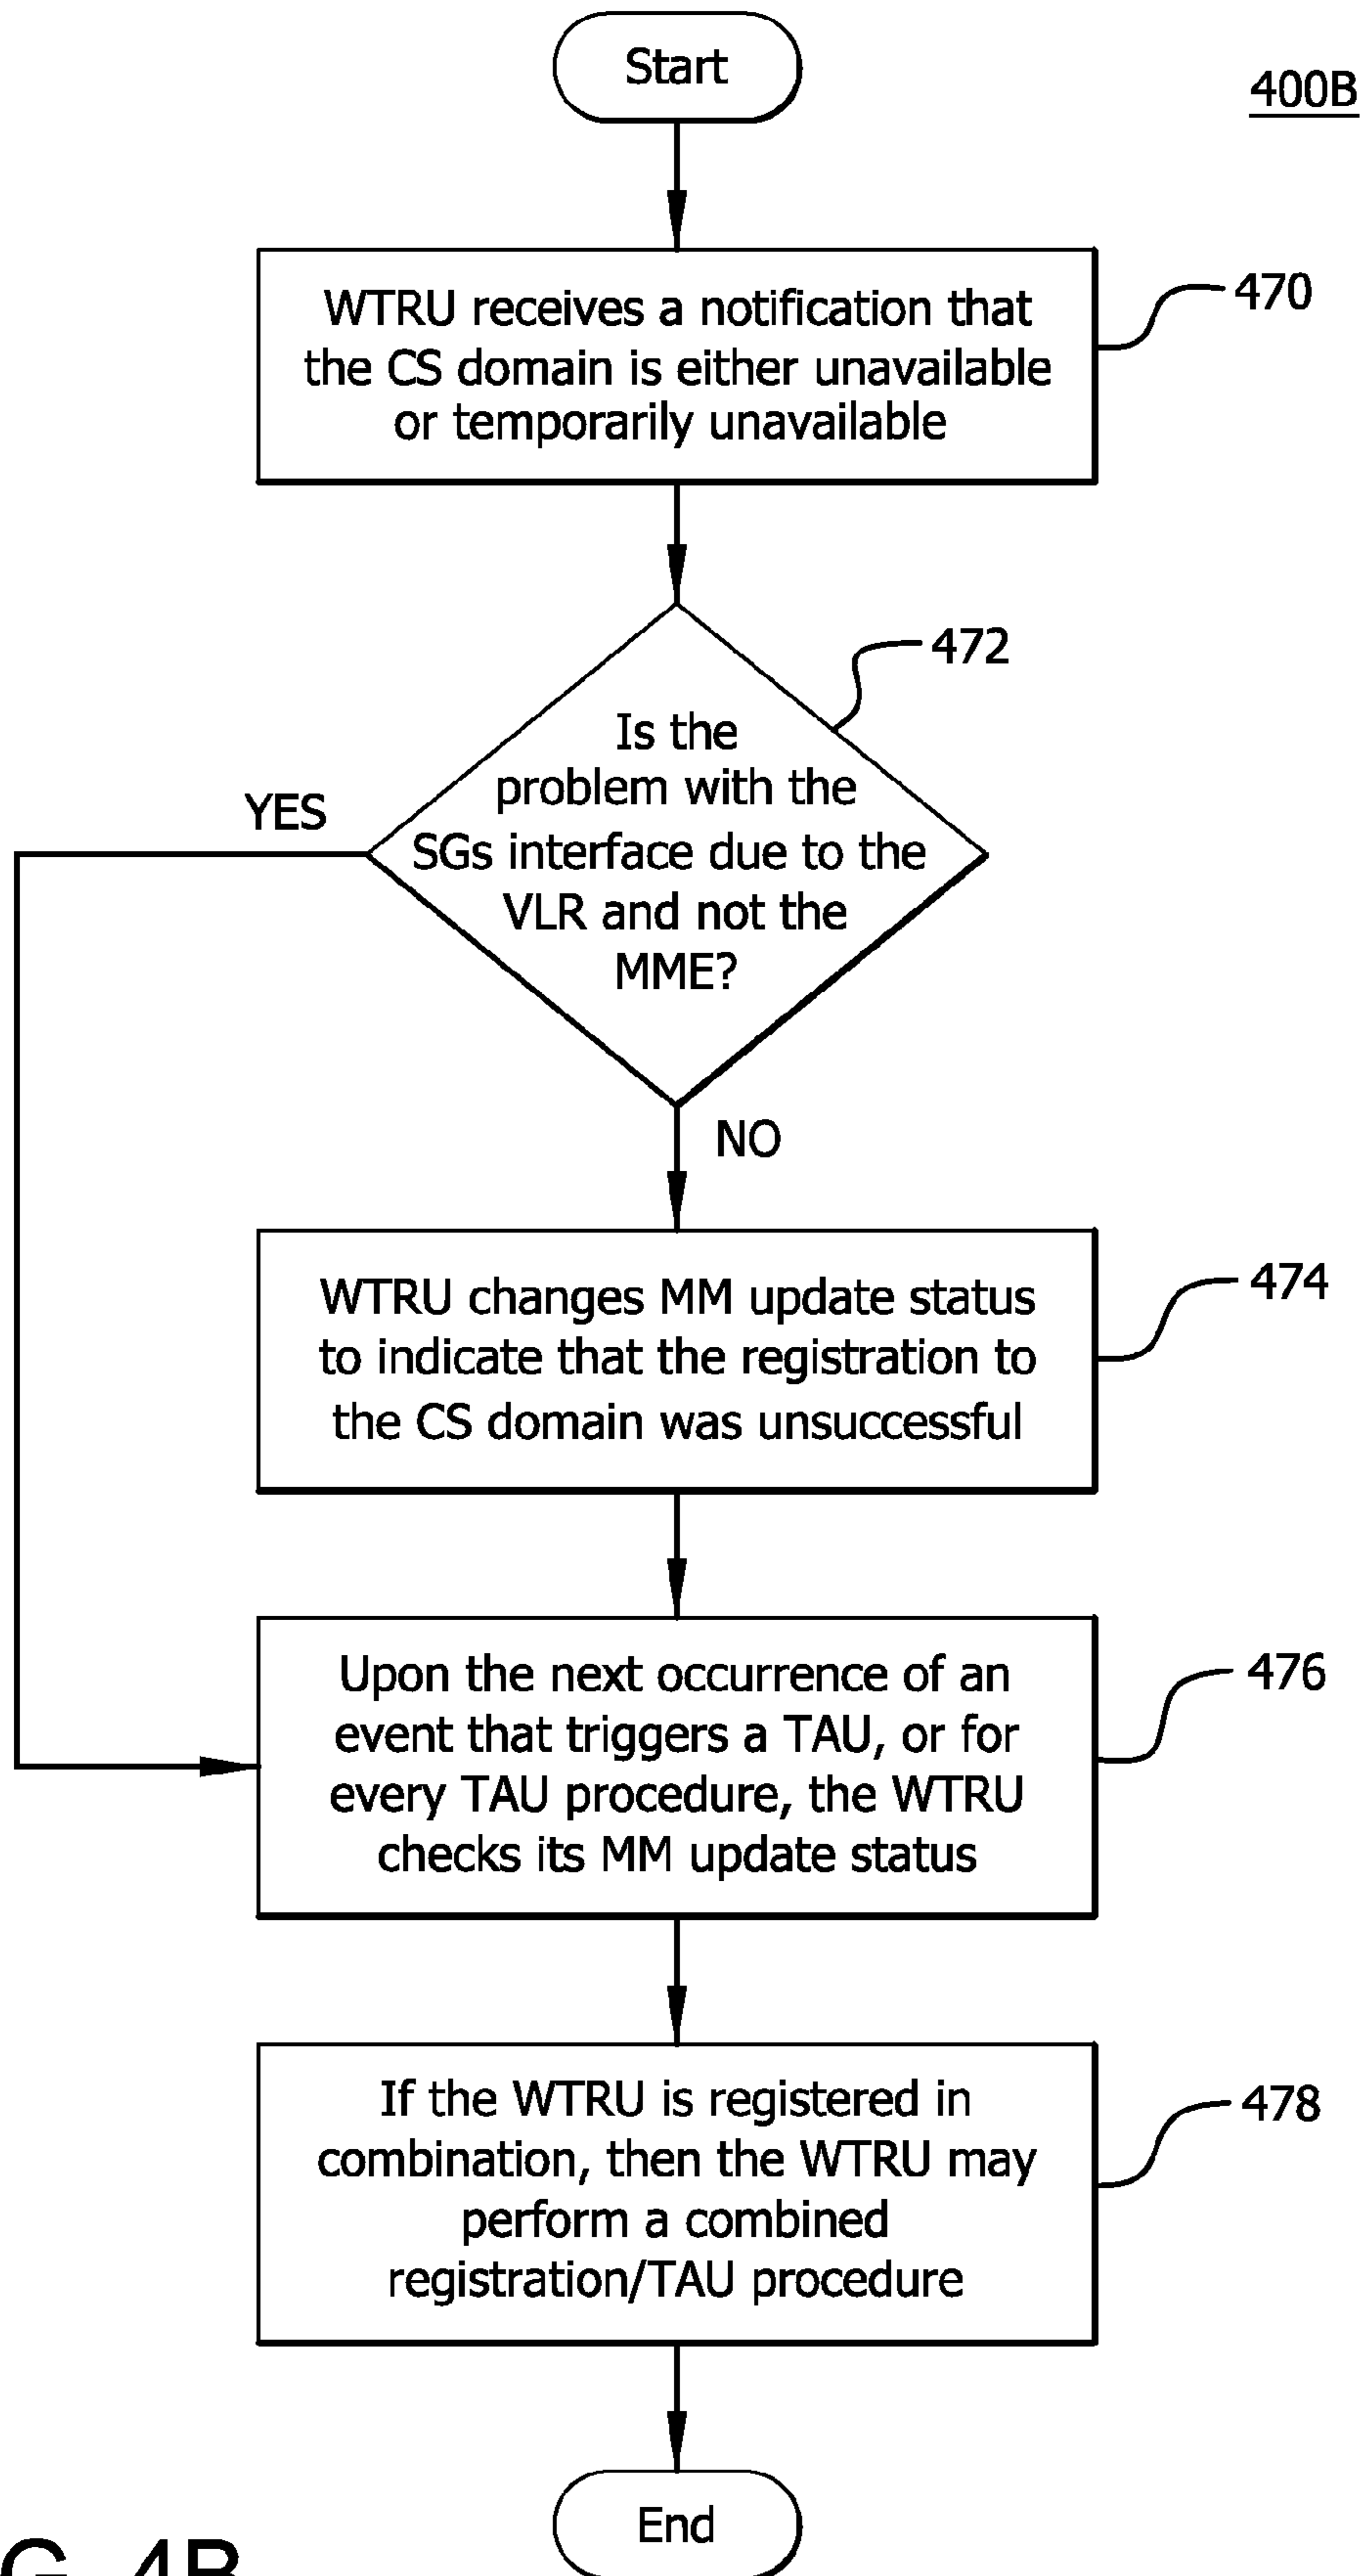 Start
400B
WTRU receives a notification that
the CS domain is either unavailable
or temporarily unavailable
470
472
Is the
problem with the
SGs interface due to the
VLR and not the
MME?
YES
NO
WTRU changes MM update status
to indicate that the registration to
the CS domain was unsuccessful
474
Upon the next occurrence of an
event that triggers a TAU, or for
every TAU procedure, the WTRU
checks its MM update status
476
If the WTRU is registered in
combination, then the WTRU may
perform a combined
registration/TAU procedure
478
End
G. 4B